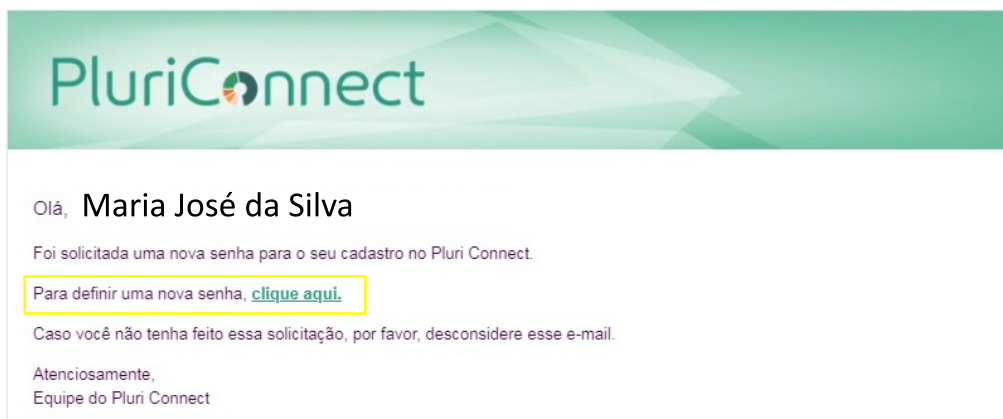 PluriConnect
Olá, Maria José da Silva
Foi solicitada uma nova senha para o seu cadastro no Pluri Connect.
Para definir uma nova senha, clique aqui.
Caso você não tenha feito essa solicitação, por favor, desconsidere esse e-mail.
Atenciosamente,
Equipe do Pluri Connect